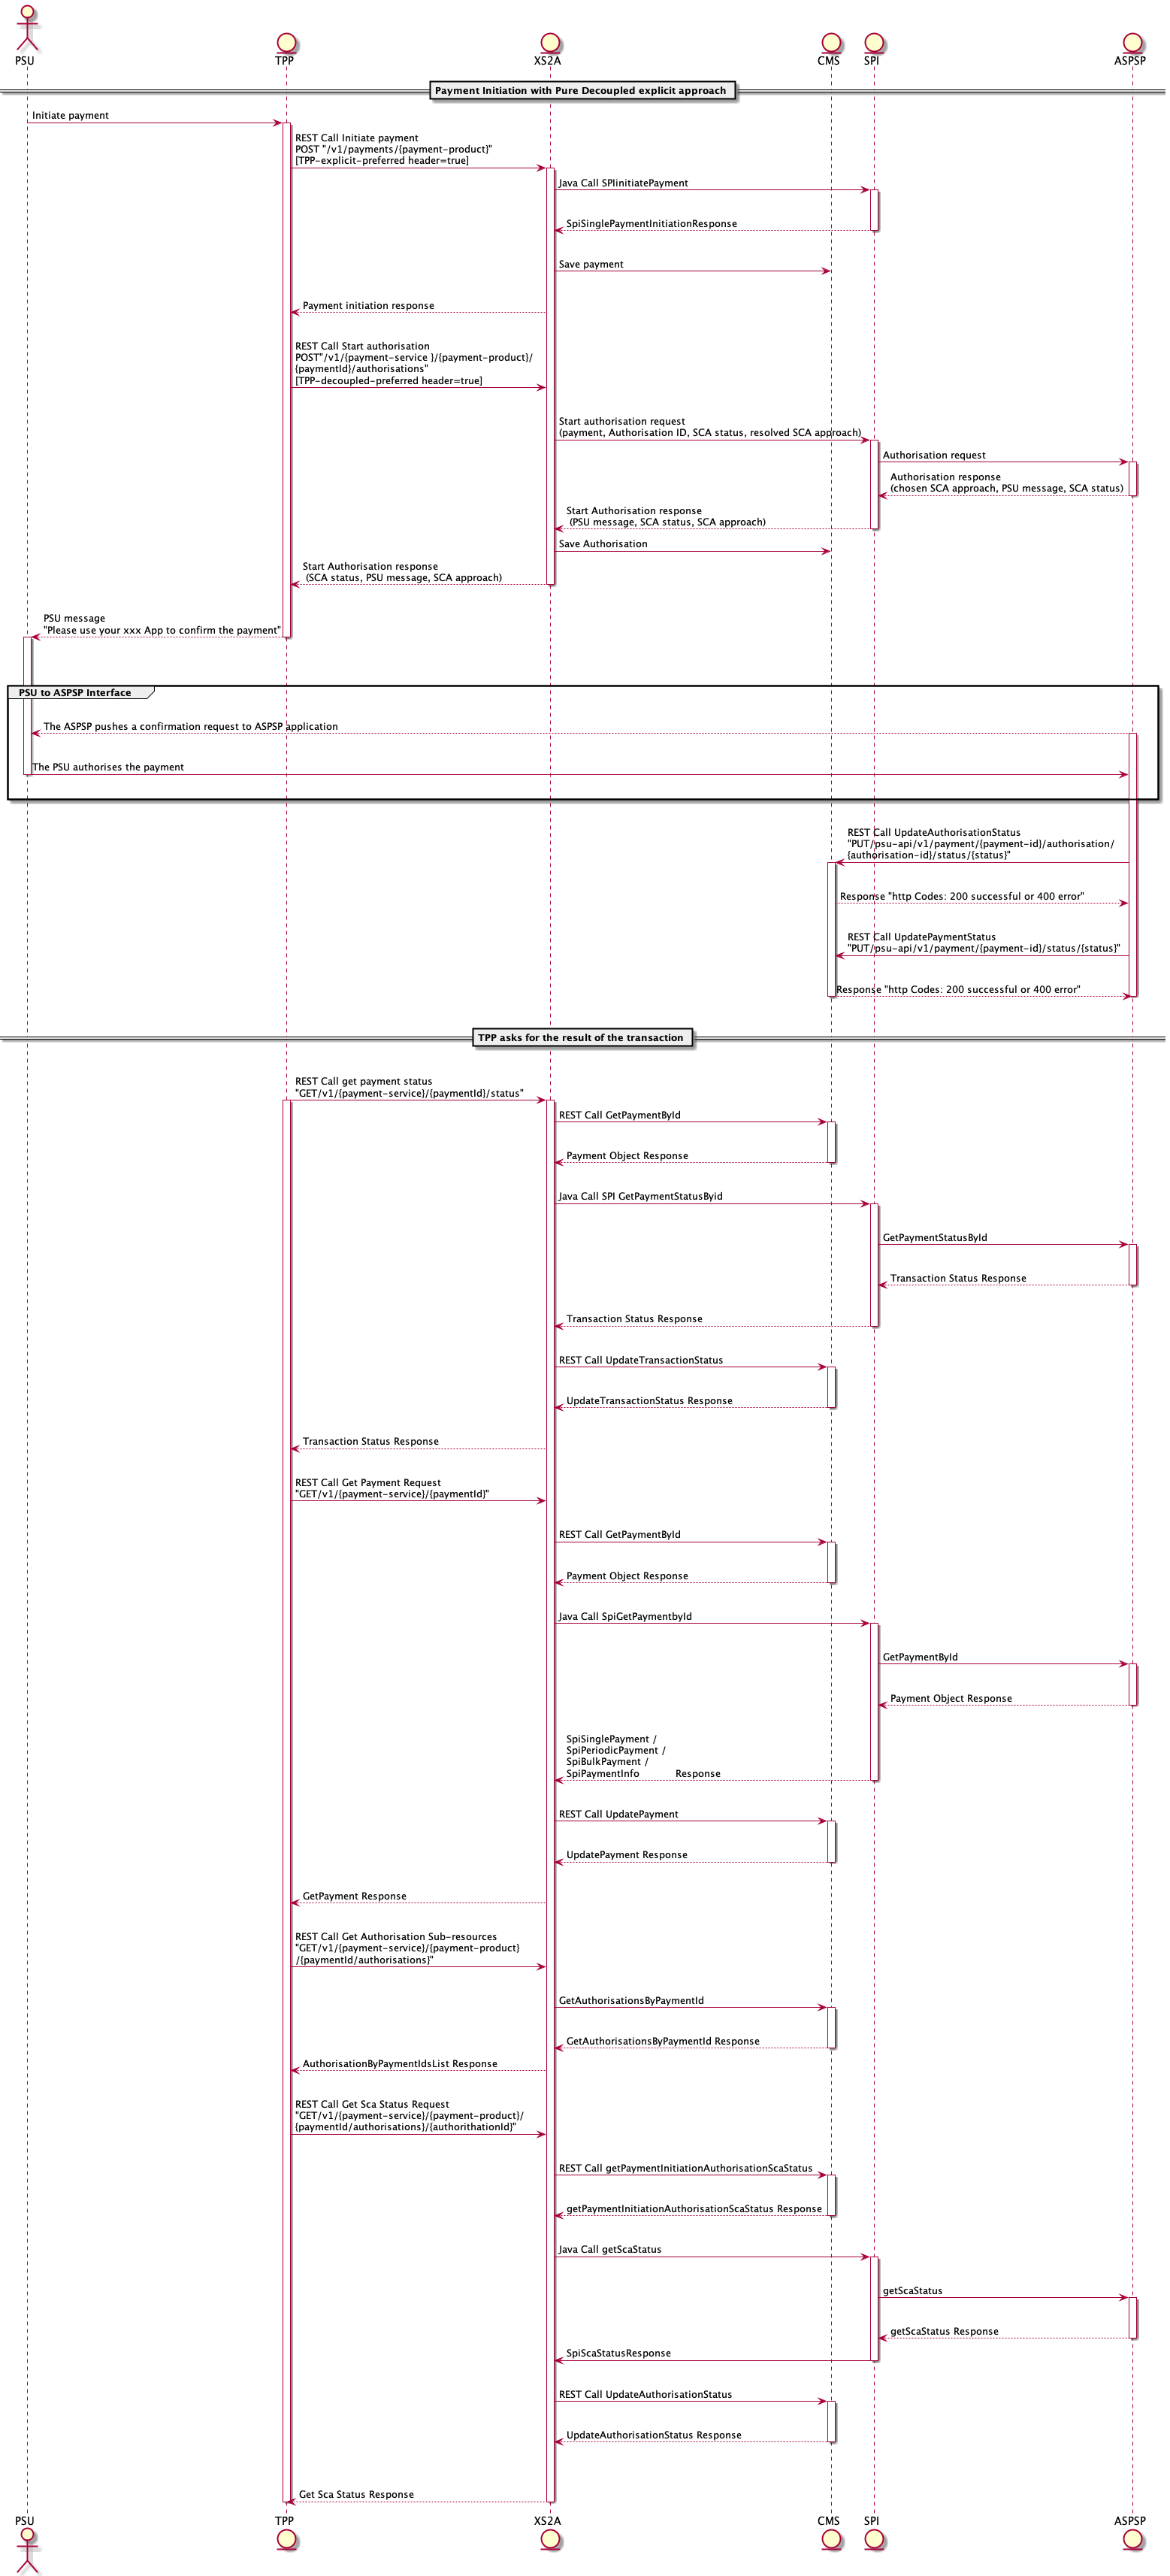 PSU
TPP
XS2A
CMS
SPI
ASPSP
Payment Initiation with Pure Decoupled explicit approach
Initiate payment
REST Call Initiate payment
POST "/v1/payments/{payment-product}"
[TPP-explicit-preferred header=true]
Java Call SPIinitiatePayment
SpiSinglePaymentInitiationResponse
Save payment
Payment initiation response
REST Call Start authorisation
POST"/v1/{payment-service }/{payment-product}/
{paymentId}/authorisations"
[TPP-decoupled-preferred header=true]
Start authorisation request
(payment, Authorisation ID, SCA status, resolved SCA approach)
Authorisation request
Authorisation response
(chosen SCA approach, PSU message, SCA status)
Start Authorisation response
(PSU message, SCA status, SCA approach)
Save Authorisation
Start Authorisation response
(SCA status, PSU message, SCA approach)
PSU message
"Please use your xxx App to confirm the payment"
PSU to ASPSP Interface
The ASPSP pushes a confirmation request to ASPSP application
The PSU authorises the payment
REST Call UpdateAuthorisationStatus
"PUT/psu-api/v1/payment/{payment-id}/authorisation/
{authorisation-id}/status/{status}"
Response "http Codes: 200 successful or 400 error"
REST Call UpdatePaymentStatus
"PUT/psu-api/v1/payment/{payment-id}/status/{status}"
Response "http Codes: 200 successful or 400 error"
TPP asks for the result of the transaction
REST Call get payment status
"GET/v1/{payment-service}/{paymentId}/status"
REST Call GetPaymentById
Payment Object Response
Java Call SPI GetPaymentStatusByid
GetPaymentStatusById
Transaction Status Response
Transaction Status Response
REST Call UpdateTransactionStatus
UpdateTransactionStatus Response
Transaction Status Response
REST Call Get Payment Request
"GET/v1/{payment-service}/{paymentId}"
REST Call GetPaymentById
Payment Object Response
Java Call SpiGetPaymentbyId
GetPaymentById
Payment Object Response
SpiSinglePayment /
SpiPeriodicPayment /
SpiBulkPayment /
SpiPaymentInfo Response
REST Call UpdatePayment
UpdatePayment Response
GetPayment Response
REST Call Get Authorisation Sub-resources
"GET/v1/{payment-service}/{payment-product}
/{paymentId/authorisations}"
GetAuthorisationsByPaymentId
GetAuthorisationsByPaymentId Response
AuthorisationByPaymentIdsList Response
REST Call Get Sca Status Request
"GET/v1/{payment-service}/{payment-product}/
{paymentId/authorisations}/{authorithationId}"
REST Call getPaymentInitiationAuthorisationScaStatus
getPaymentInitiationAuthorisationScaStatus Response
Java Call getScaStatus
getScaStatus
getScaStatus Response
SpiScaStatusResponse
REST Call UpdateAuthorisationStatus
UpdateAuthorisationStatus Response
Get Sca Status Response
PSU
TPP
XS2A
CMS
SPI
ASPSP